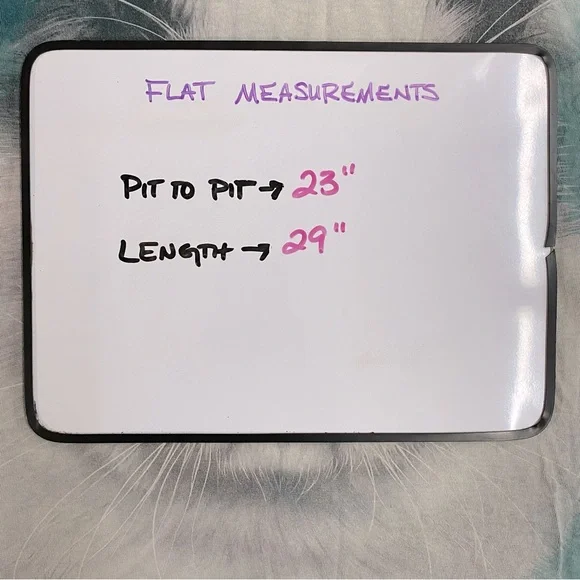 FLAT MEASUREMENTS
PIT TO PIT → 23"
LENGTH → 29"